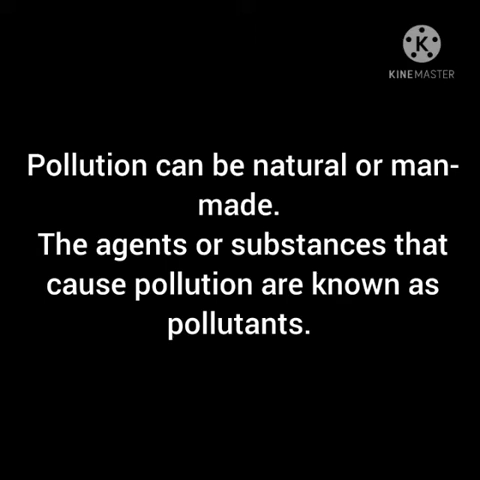 K
KINEMASTER
Pollution can be natural or man-
made.
The agents or substances that
cause pollution are known as
pollutants.